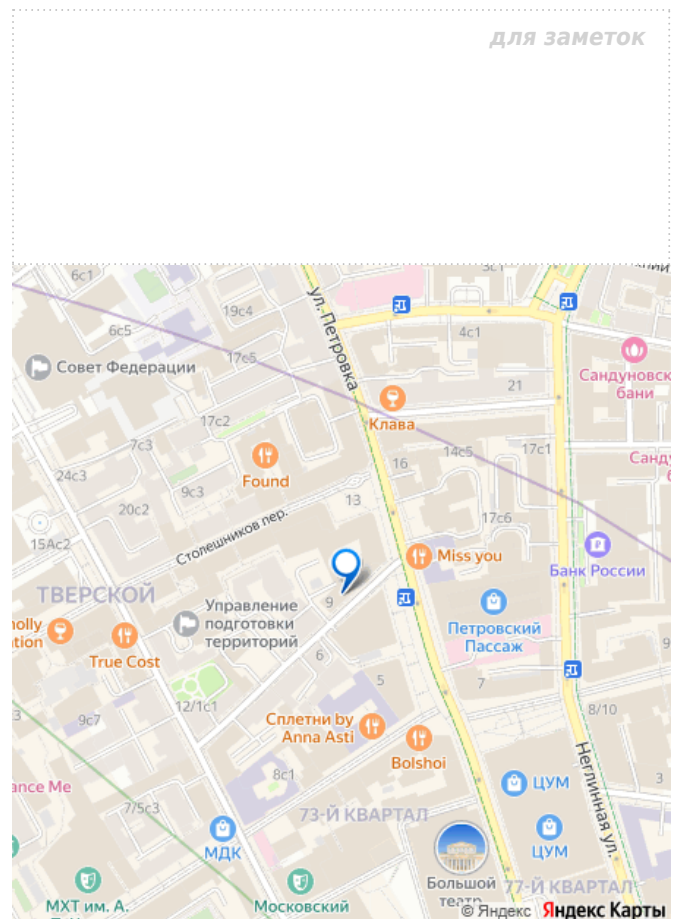 для заметок
6с1
3с1
19с4
ул. Петровка
4с1
6с5
Совет Федерации
17с5
Сандуновск
бани
21
Клава
17с2
7с3
Found
16
14с5
17с1
24с3
9с3
13
20с2
Столешников пер.
17с6
15Ас2
Miss you
Банк России
ТВЕРСКОЙ
9
Управление
подготовки
территорий
Петровский
Пассаж
True Cost
6
5
7
9
12/1с1
8/10
3
9с7
Сплетни by
Anna Asti
Bolshoi
8с1
ЦУМ
Неглинная ул.
3
ance Me
7/5с3
73-Й КВАРТАЛ
МДК
ЦУМ
Большой
театр
77-Й КВАРТАЛ
МХТ им. А.
Московский
© Яндекс Яндекс Карты